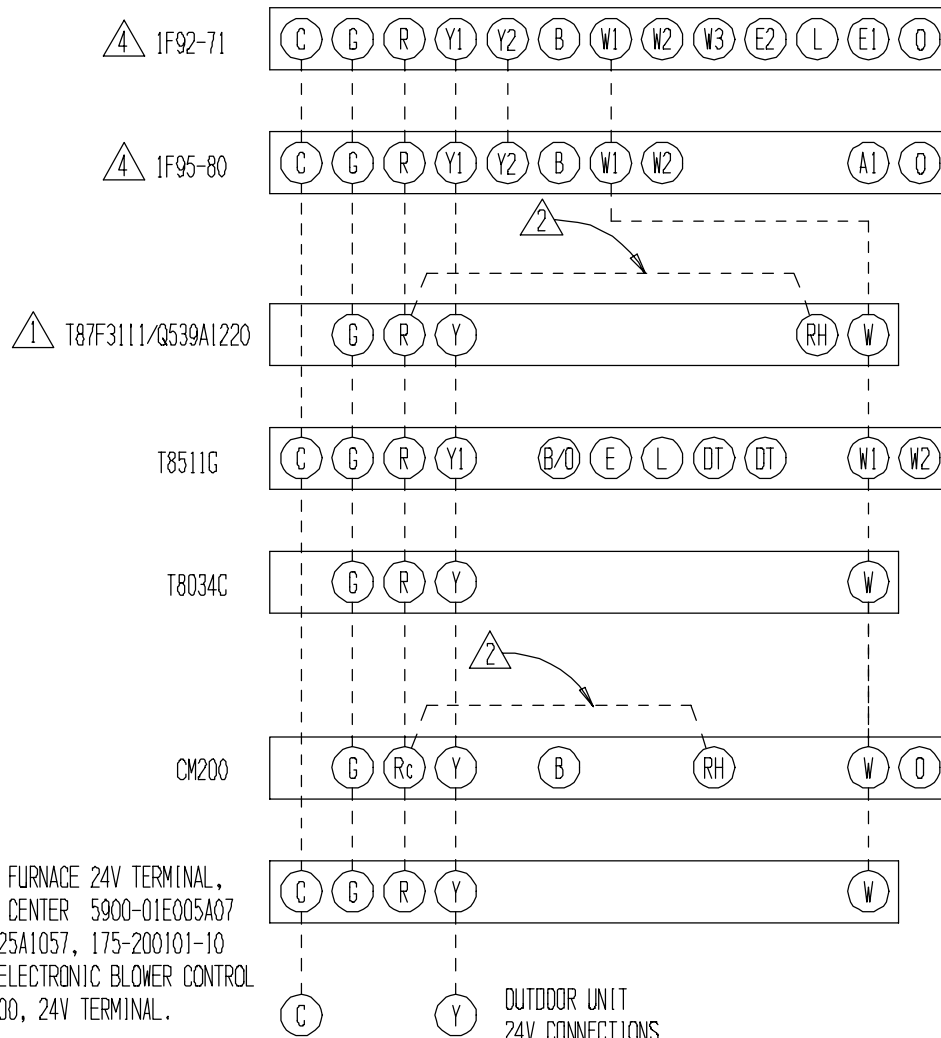 4 1F92-71 C G R Y1 Y2 B W1 W2 W3 E2 L E1 O
4 1F95-80 C G R Y1 Y2 B W1 W2 A1 O
2
1 T87F3111/Q539A1220 G R Y RH W
T8511G C G R Y1 B/O E L DT DT W1 W2
T8034C G R Y W
2
CM200 G Rc Y B RH W O
FURNACE 24V TERMINAL,
CENTER 5900-01E005A07
25A1057, 175-200101-10
ELECTRONIC BLOWER CONTROL
00, 24V TERMINAL.
C G R Y W
C Y OUTDOOR UNIT
24V CONNECTIONS